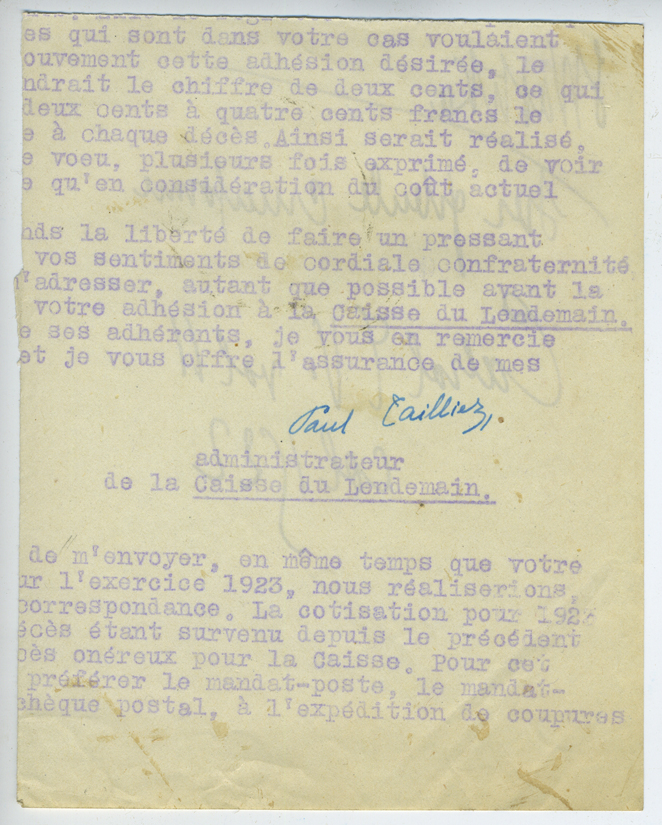 es qui sont dans votre cas voulaient
ouvement cette adhésion désirée, le
ndrait le chiffre de deux cents, ce qui
deux cents à quatre cents francs le
e à chaque décès. Ainsi serait réalisé,
e voeu, plusieurs fois exprimé, de voir
e qu'en considération du coût actuel
nds la liberté de faire un pressant
vos sentiments de cordiale confraternité
'adresser, autant que possible avant la
votre adhésion à la Caisse du Lendemain.
e ses adhérents, je vous en remercie
et je vous offre l'assurance de mes
Paul Tailliez,
administrateur
de la Caisse du Lendemain.
de m'envoyer, en même temps que votre
ur l'exercice 1923, nous réaliserions,
correspondance. La cotisation pour 192
écès étant survenu depuis le précédent
ès onéreux pour la Caisse. Pour cet
préférer le mandat-poste, le mandat-
chèque postal, à l'expédition de coupures